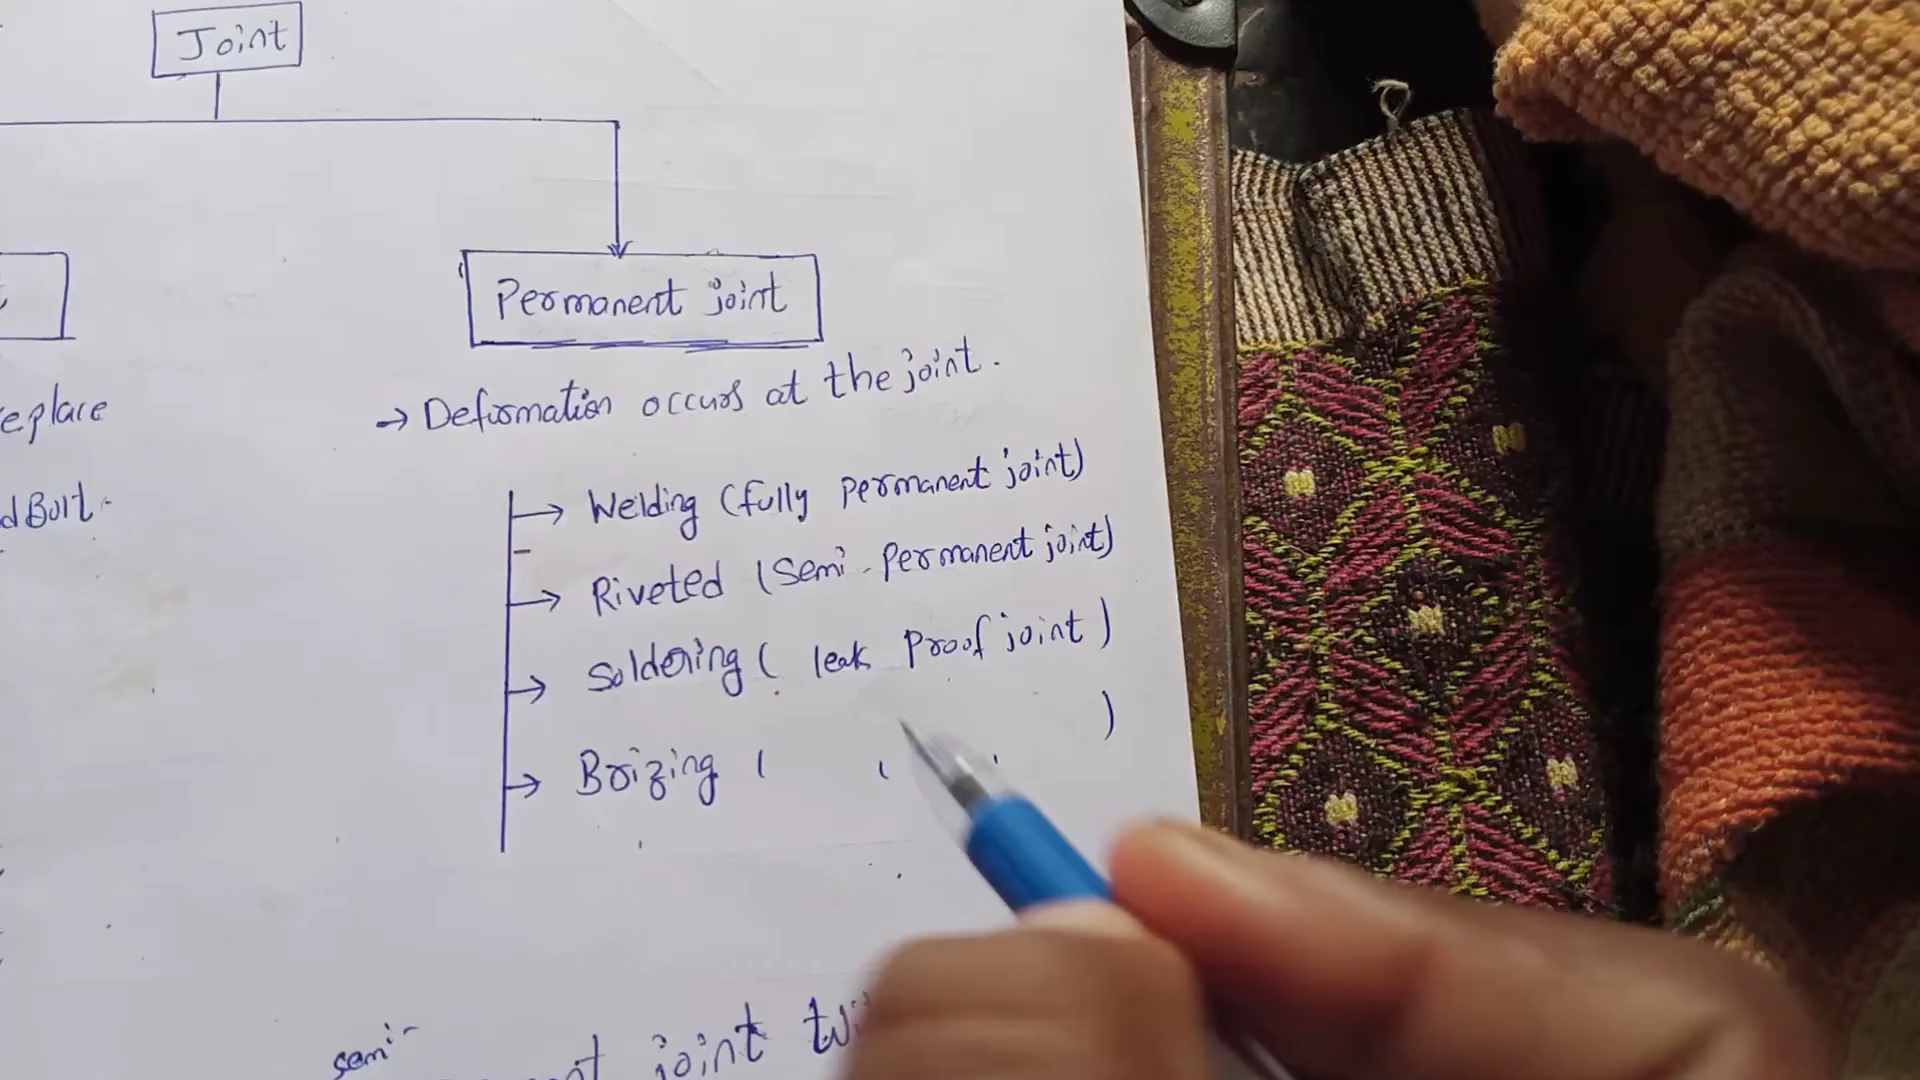 Joint
Permanent joint
→ Deformation occurs at the joint.
eplace
→ Welding (fully permanent joint)
d Bolt.
→ Riveted (Semi-permanent joint)
→ Soldering ( leak proof joint )
→ Brizing ( )
semi-
joint